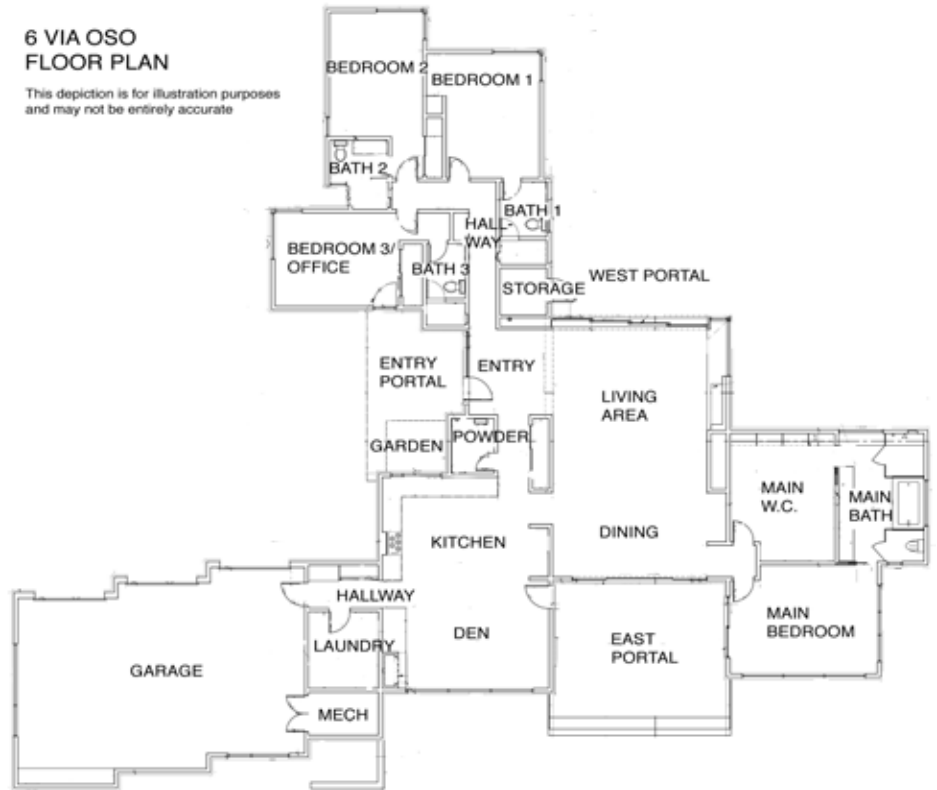 6 VIA OSO
FLOOR PLAN
This depiction is for illustration purposes
and may not be entirely accurate
BEDROOM 2
BEDROOM 1
BATH 2
BATH 1
HALL-
WAY
BEDROOM 3/
OFFICE
BATH 3
STORAGE
WEST PORTAL
ENTRY
PORTAL
ENTRY
LIVING
AREA
GARDEN
POWDER
MAIN
W.C.
MAIN
BATH
KITCHEN
DINING
HALLWAY
MAIN
BEDROOM
LAUNDRY
DEN
EAST
PORTAL
GARAGE
MECH